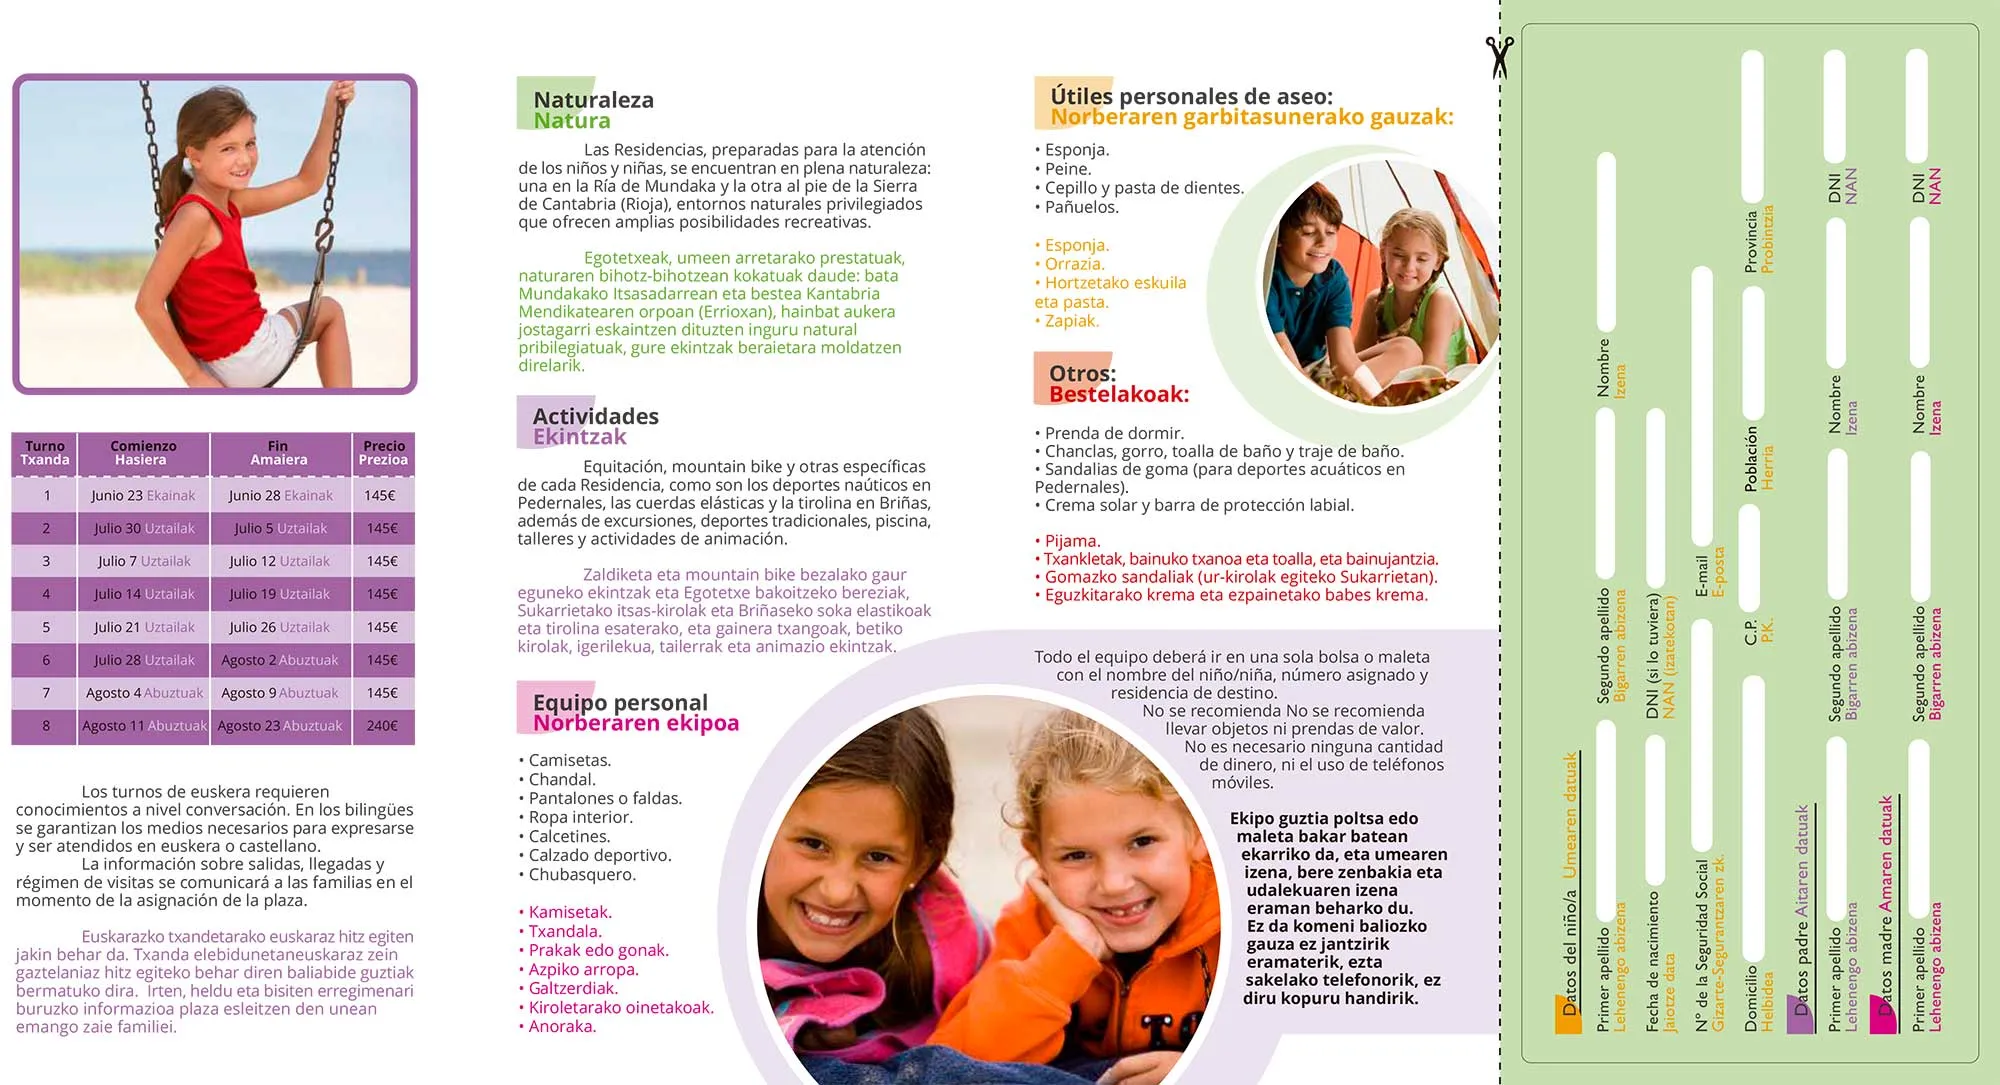 Turno Comienzo Fin Precio
Txanda Hasiera Amaiera Prezioa
1 Junio 23 Ekainak Junio 28 Ekainak 145€
2 Julio 30 Uztailak Julio 5 Uztailak 145€
3 Julio 7 Uztailak Julio 12 Uztailak 145€
4 Julio 14 Uztailak Julio 19 Uztailak 145€
5 Julio 21 Uztailak Julio 26 Uztailak 145€
6 Julio 28 Uztailak Agosto 2 Abuztuak 145€
7 Agosto 4 Abuztuak Agosto 9 Abuztuak 145€
8 Agosto 11 Abuztuak Agosto 23 Abuztuak 240€
Los turnos de euskera requieren
conocimientos a nivel conversación. En los bilingües
se garantizan los medios necesarios para expresarse
y ser atendidos en euskera o castellano.
La información sobre salidas, llegadas y
régimen de visitas se comunicará a las familias en el
momento de la asignación de la plaza.
Euskarazko txandetarako euskaraz hitz egiten
jakin behar da. Txanda elebidunetaneuskaraz zein
gaztelaniaz hitz egiteko behar diren baliabide guztiak
bermatuko dira. Irten, heldu eta bisiten erregimenari
buruzko informazioa plaza esleitzen den unean
emango zaie familiei.
Naturaleza
Natura
Las Residencias, preparadas para la atención
de los niños y niñas, se encuentran en plena naturaleza:
una en la Ría de Mundaka y la otra al pie de la Sierra
de Cantabria (Rioja), entornos naturales privilegiados
que ofrecen amplias posibilidades recreativas.
Egotetxeak, umeen arretarako prestatuak,
naturaren bihotz-bihotzean kokatuak daude: bata
Mundakako Itsasadarrean eta bestea Kantabria
Mendikatearen orpoan (Errioxan), hainbat aukera
jostagarri eskaintzen dituzten inguru natural
pribilegiatuak, gure ekintzak beraietara moldatzen
direlarik.
Actividades
Ekintzak
Equitación, mountain bike y otras específicas
de cada Residencia, como son los deportes naúticos en
Pedernales, las cuerdas elásticas y la tirolina en Briñas,
además de excursiones, deportes tradicionales, piscina,
talleres y actividades de animación.
Zaldiketa eta mountain bike bezalako gaur
eguneko ekintzak eta Egotetxe bakoitzeko bereziak,
Sukarrietako itsas-kirolak eta Briñaseko soka elastikoak
eta tirolina esaterako, eta gainera txangoak, betiko
kirolak, igerilekua, tailerrak eta animazio ekintzak.
Equipo personal
Norberaren ekipoa
• Camisetas.
• Chandal.
• Pantalones o faldas.
• Ropa interior.
• Calcetines.
• Calzado deportivo.
• Chubasquero.
• Kamisetak.
• Txandala.
• Prakak edo gonak.
• Azpiko arropa.
• Galtzerdiak.
• Kiroletarako oinetakoak.
• Anoraka.
Útiles personales de aseo:
Norberaren garbitasunerako gauzak:
• Esponja.
• Peine.
• Cepillo y pasta de dientes.
• Pañuelos.
• Esponja.
• Orrazia.
• Hortzetako eskuila
eta pasta.
• Zapiak.
Otros:
Bestelakoak:
• Prenda de dormir.
• Chanclas, gorro, toalla de baño y traje de baño.
• Sandalias de goma (para deportes acuáticos en
Pedernales).
• Crema solar y barra de protección labial.
• Pijama.
• Txankletak, bainuko txanoa eta toalla, eta bainujantzia.
• Gomazko sandaliak (ur-kirolak egiteko Sukarrietan).
• Eguzkitarako krema eta ezpainetako babes krema.
Todo el equipo deberá ir en una sola bolsa o maleta
con el nombre del niño/niña, número asignado y
residencia de destino.
No se recomienda No se recomienda
llevar objetos ni prendas de valor.
No es necesario ninguna cantidad
de dinero, ni el uso de teléfonos
móviles.
Ekipo guztia poltsa edo
maleta bakar batean
ekarriko da, eta umearen
izena, bere zenbakia eta
udalekuaren izena
eraman beharko du.
Ez da komeni baliozko
gauza ez jantzirik
eramaterik, ezta
sakelako telefonorik, ez
diru kopuru handirik.
Datos del niño/a Umearen datuak
Primer apellido Segundo apellido Nombre
Lehenengo abizena Bigarren abizena Izena
Fecha de nacimiento DNI (si lo tuviera)
Jaiotze data NAN (izatekotan)
Nº de la Seguridad Social E-mail
Gizarte-Segurantzaren zk. E-posta
Domicilio C.P. Población Provincia
Helbidea P.K. Herria Probintzia
Datos padre Aitaren datuak
Primer apellido Segundo apellido Nombre DNI
Lehenengo abizena Bigarren abizena Izena NAN
Datos madre Amaren datuak
Primer apellido Segundo apellido Nombre DNI
Lehenengo abizena Bigarren abizena Izena NAN